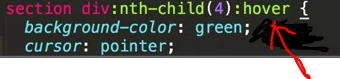 section div:nth-child(4):hover {
background-color: green;
cursor: pointer;